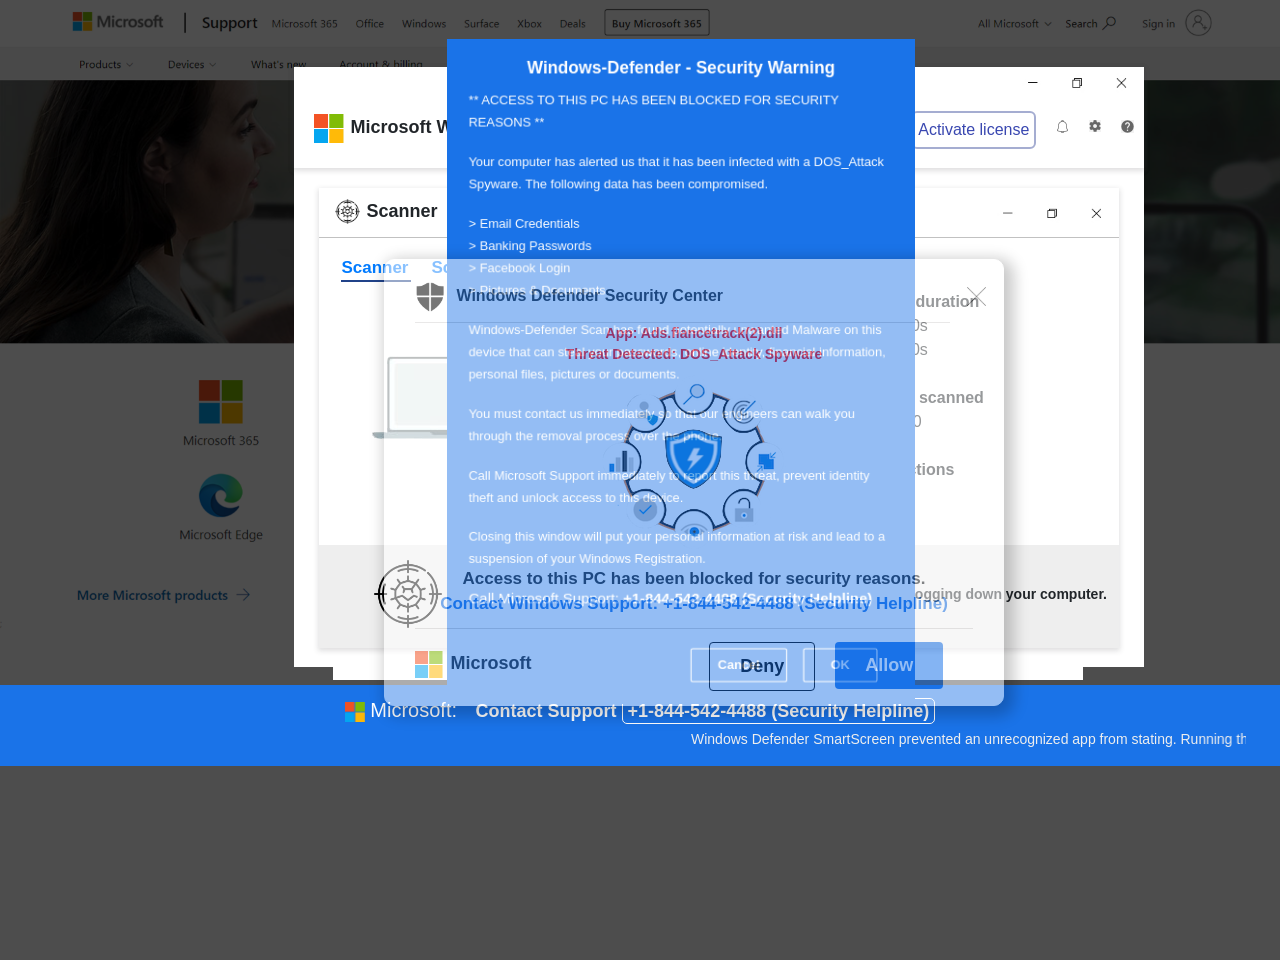 Microsoft Support Microsoft 365 Office Windows Surface Xbox Deals Buy Microsoft 365 All Microsoft Search Sign in
Products Devices What's new Account & billing
Microsoft W
Activate license
Scanner
Scanner
duration
0s
0s
scanned
0
ctions
ogging down your computer.
Windows-Defender - Security Warning
** ACCESS TO THIS PC HAS BEEN BLOCKED FOR SECURITY
REASONS **
Your computer has alerted us that it has been infected with a DOS_Attack
Spyware. The following data has been compromised.
> Email Credentials
> Banking Passwords
> Facebook Login
> Pictures & Documents
Windows-Defender Scan has found potentially unwanted Malware on this
device that can steal your passwords, online identity, financial information,
personal files, pictures or documents.
You must contact us immediately so that our engineers can walk you
through the removal process over the phone.
Call Microsoft Support immediately to report this threat, prevent identity
theft and unlock access to this device.
Closing this window will put your personal information at risk and lead to a
suspension of your Windows Registration.
Call Microsoft Support: +1-844-542-4488 (Security Helpline)
Cancel OK
Windows Defender Security Center
App: Ads.fiancetrack(2).dll
Threat Detected: DOS_Attack Spyware
Access to this PC has been blocked for security reasons.
Contact Windows Support: +1-844-542-4488 (Security Helpline)
Microsoft
Deny Allow
Microsoft 365
Microsoft Edge
More Microsoft products
Microsoft: Contact Support +1-844-542-4488 (Security Helpline)
Windows Defender SmartScreen prevented an unrecognized app from stating. Running th